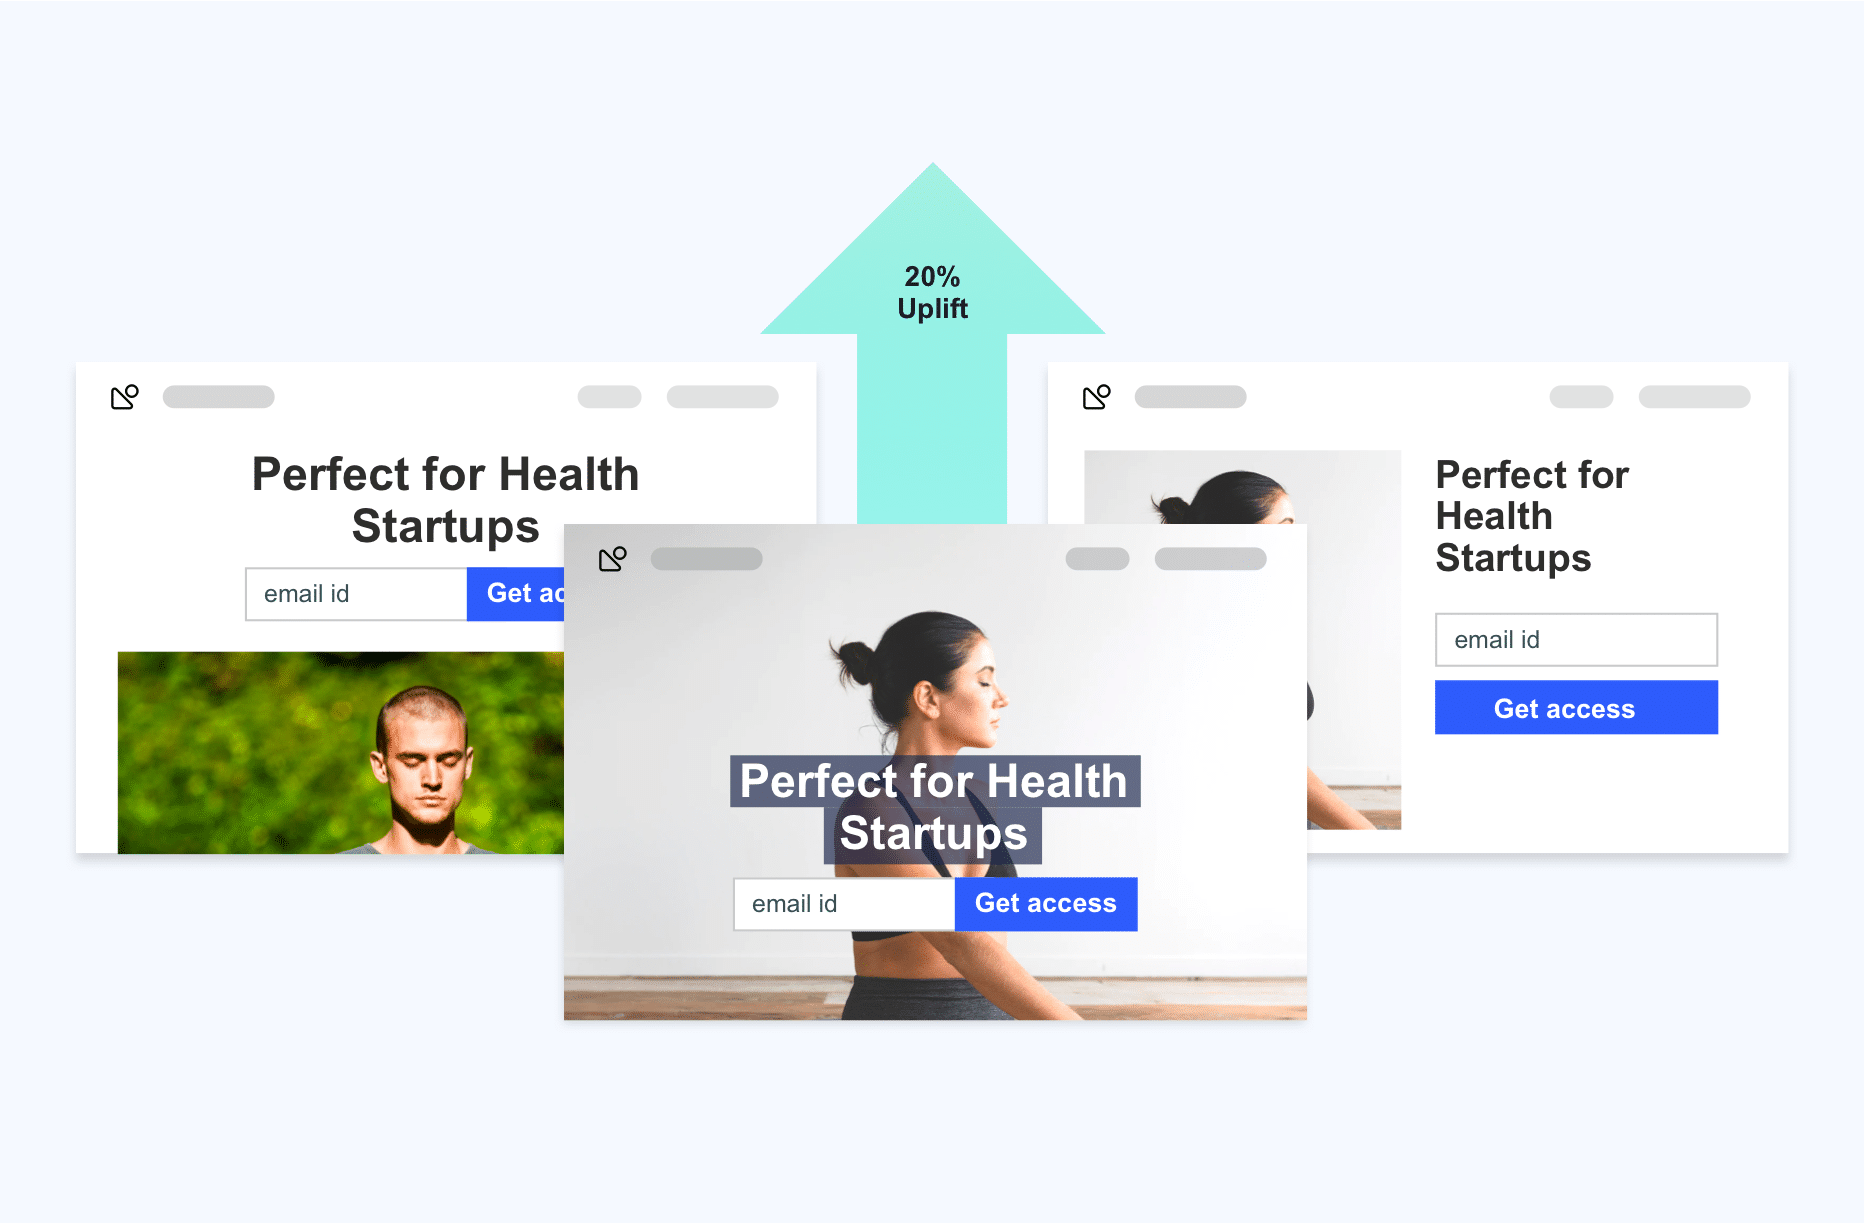 20%
Uplift
Perfect for Health
Startups
email id
Get ac
Perfect for Health
Startups
email id
Get access
Perfect for
Health
Startups
email id
Get access